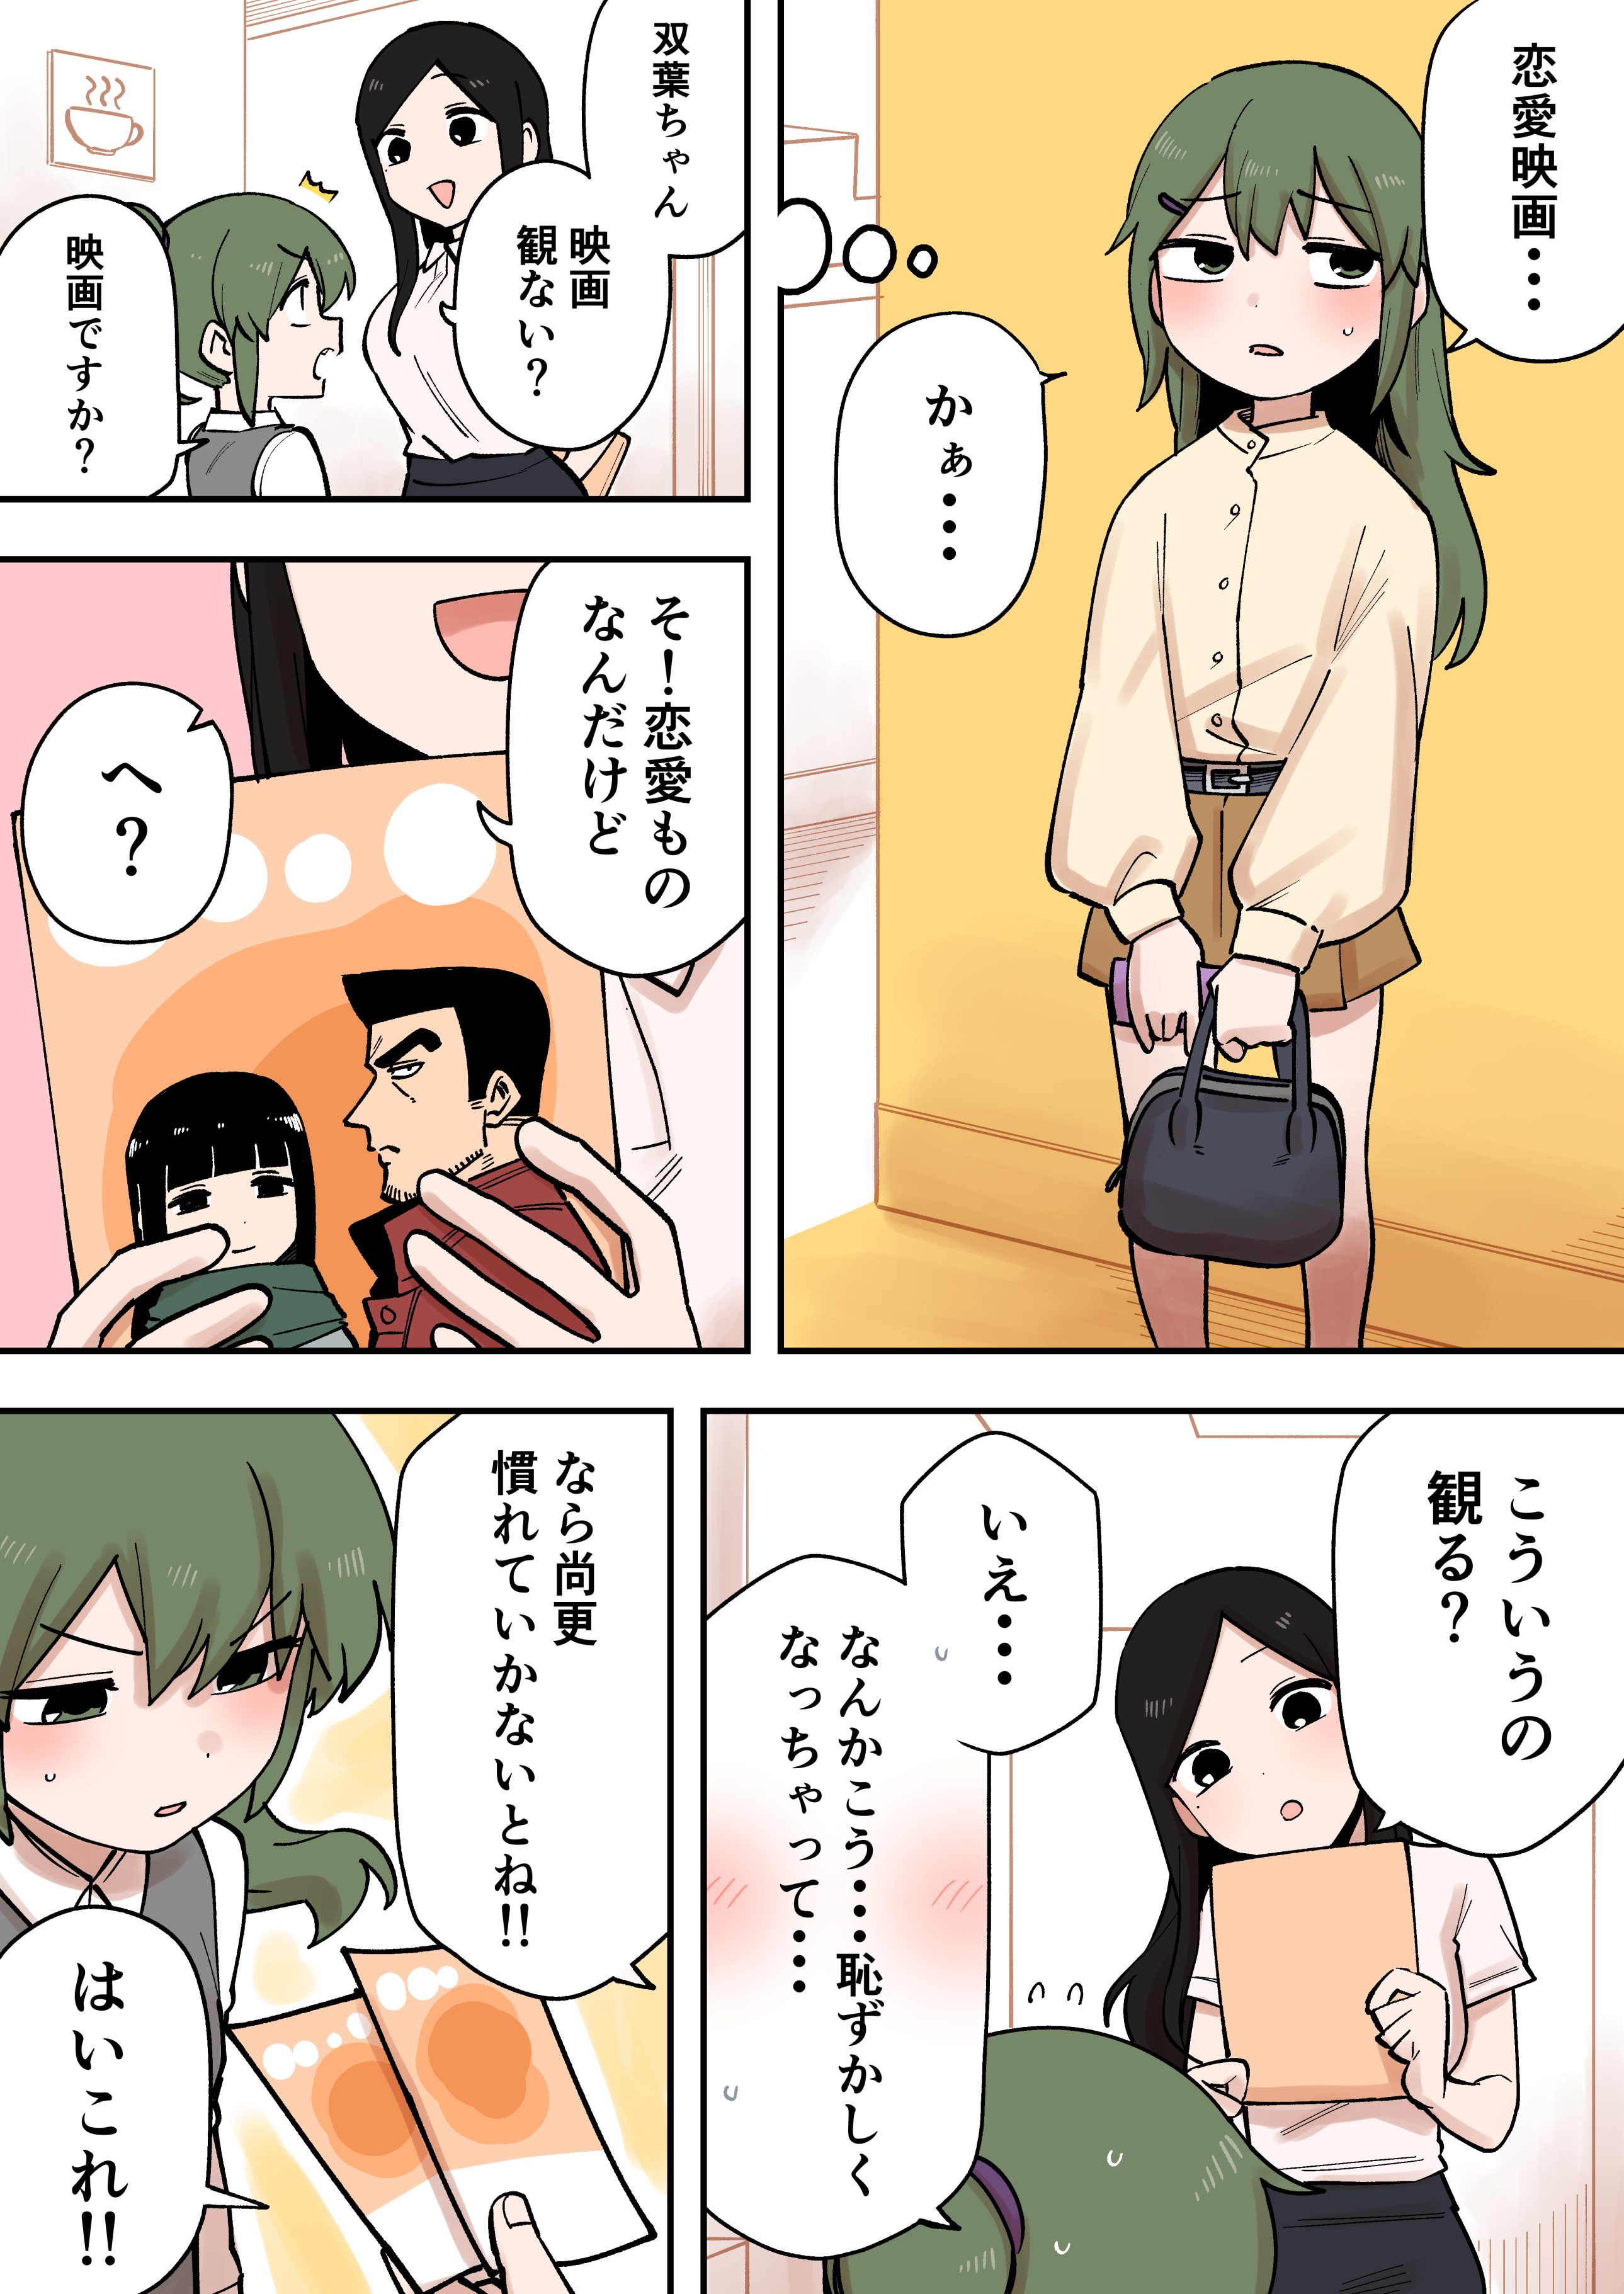 恋愛映画…
かぁ…
双葉ちゃん
映画
観ない？
映画ですか？
そ！恋愛もの
なんだけど
へ？
こういうの
観る？
いえ…
なんかこう…恥ずかしく
なっちゃって…
なら尚更
慣れていかないとね!!
はいこれ!!